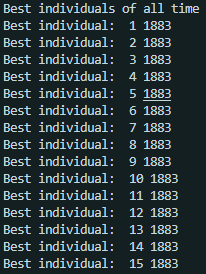 Best individuals of all time
Best individual:  1 1883
Best individual:  2 1883
Best individual:  3 1883
Best individual:  4 1883
Best individual:  5 1883
Best individual:  6 1883
Best individual:  7 1883
Best individual:  8 1883
Best individual:  9 1883
Best individual:  10 1883
Best individual:  11 1883
Best individual:  12 1883
Best individual:  13 1883
Best individual:  14 1883
Best individual:  15 1883